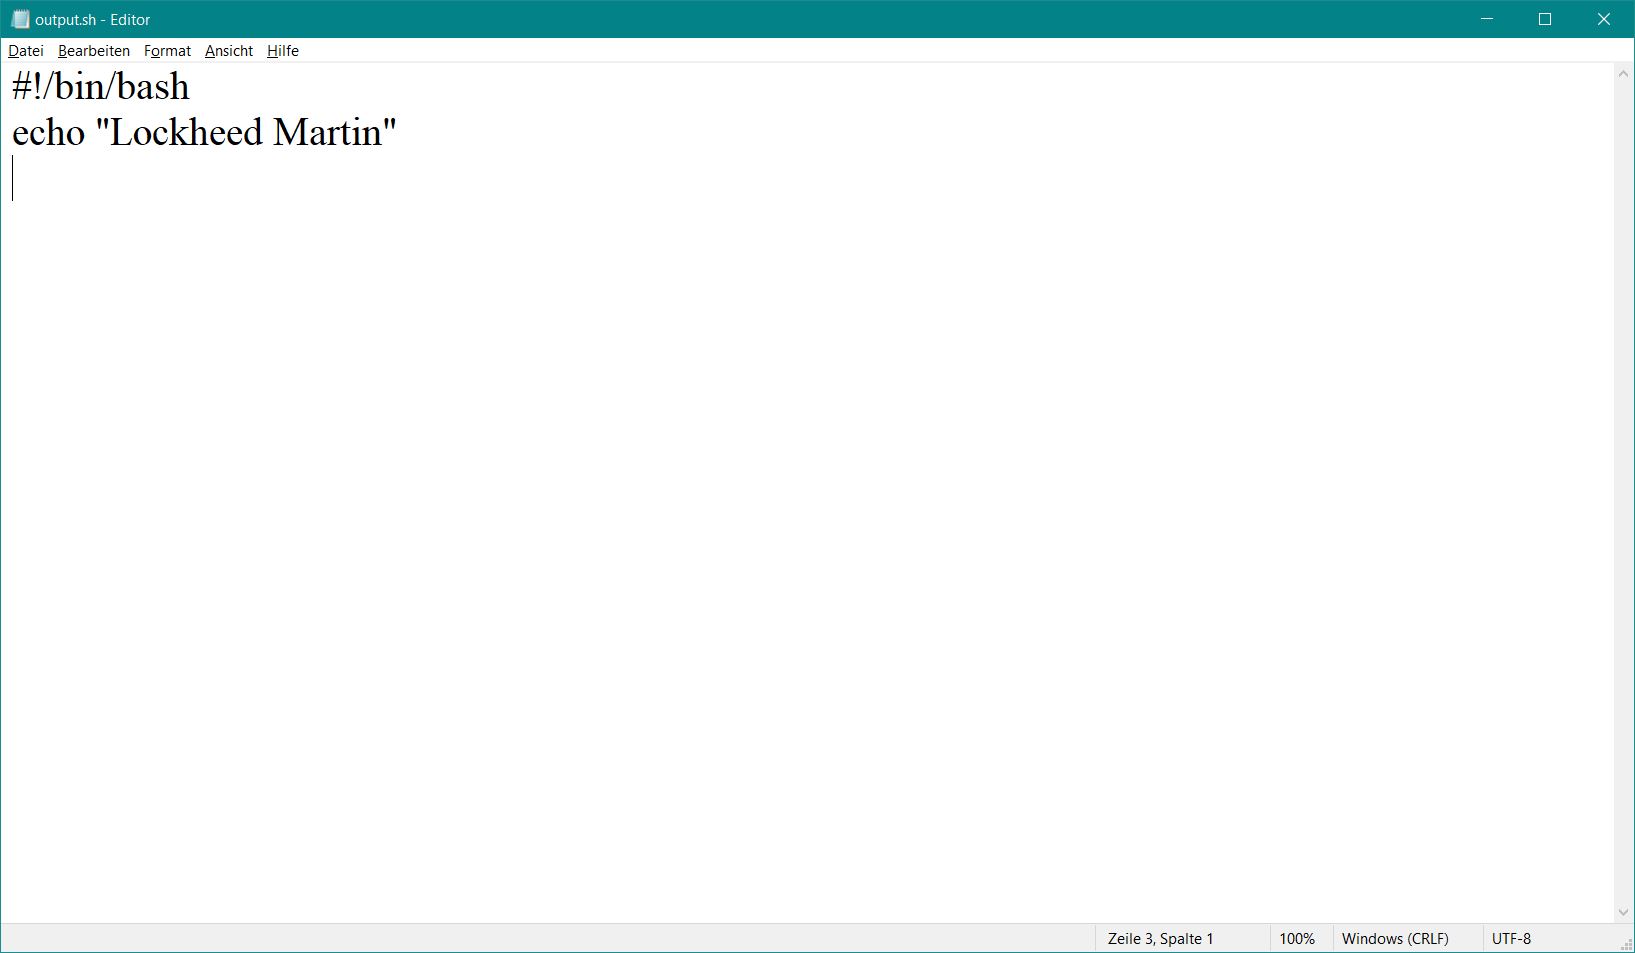 output.sh - Editor
Datei Bearbeiten Format Ansicht Hilfe
#!/bin/bash
echo "Lockheed Martin"
Zeile 3, Spalte 1 100% Windows (CRLF) UTF-8